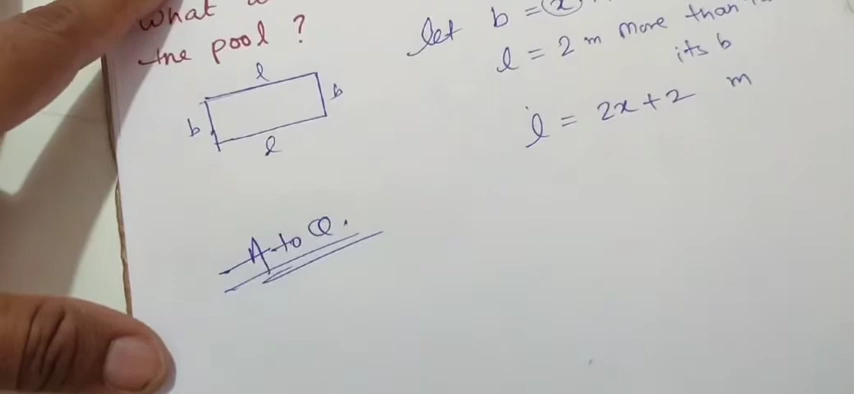 What
the pool ?
l
b
b
l
let b = x
l = 2 m more than
its b
l = 2x+2 m
A to Q.